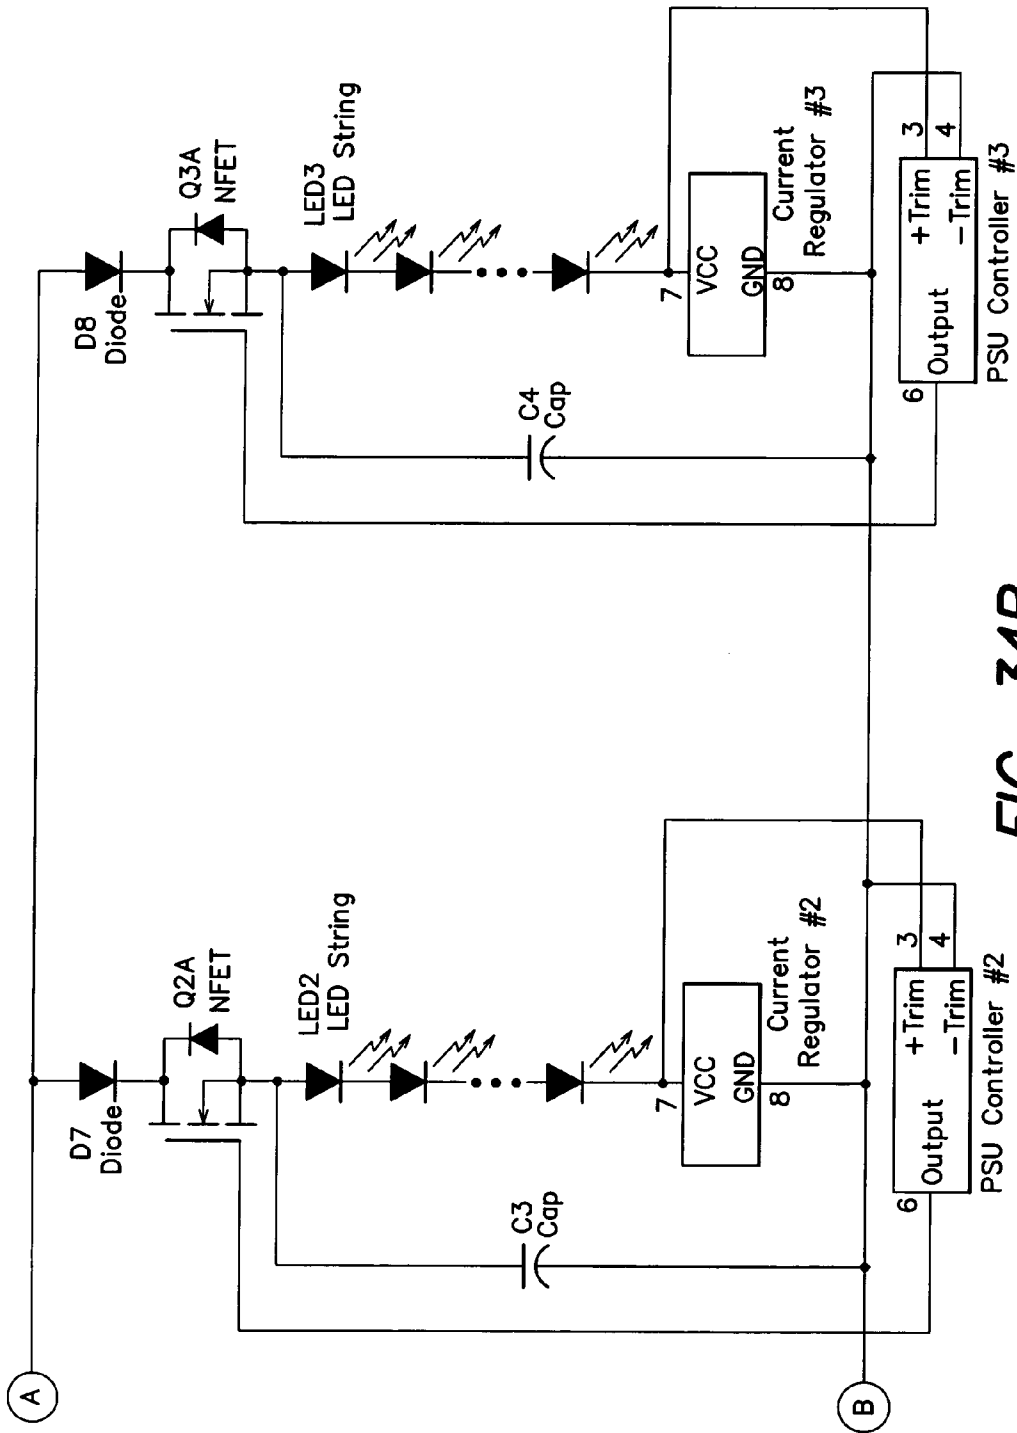 A
D7
Diode
Q2A
NFET
LED2
LED String
C3
Cap
7
VCC
GND
8
Current
Regulator #2
6
Output
+Trim
-Trim
3
4
PSU Controller #2
B
D8
Diode
Q3A
NFET
LED3
LED String
C4
Cap
7
VCC
GND
8
Current
Regulator #3
6
Output
+Trim
-Trim
3
4
PSU Controller #3
FIG